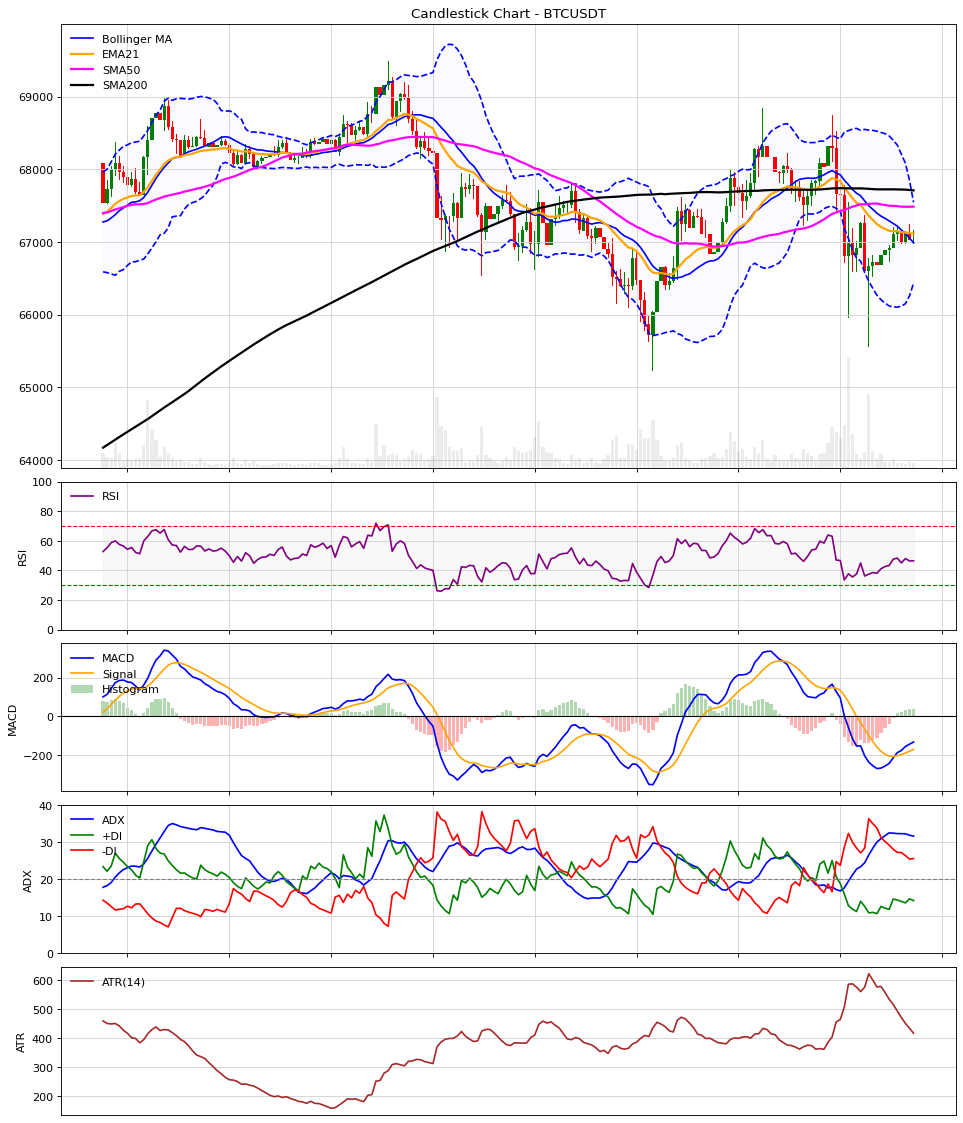 Candlestick Chart - BTCUSDT
Bollinger MA
EMA21
SMA50
SMA200
69000
68000
67000
66000
65000
64000
RSI
100
80
60
40
20
0
RSI
MACD
Signal
Histogram
200
0
−200
MACD
ADX
+DI
-DI
40
30
20
10
0
ADX
ATR(14)
600
500
400
300
200
ATR